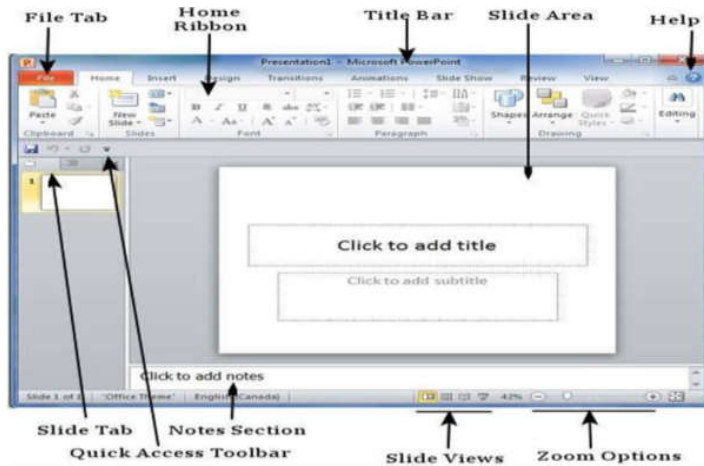 File Tab
Home
Ribbon
Title Bar
Slide Area
Help
Presentation1 - Microsoft PowerPoint
File Home Insert Design Transitions Animations Slide Show Review View
Paste
New
Slide
Shapes Arrange Quick
Styles
Editing
Clipboard Slides Font Paragraph Drawing
1
Click to add title
Click to add subtitle
Click to add notes
Slide 1 of 1 "Office Theme" English (Canada) 42%
Slide Tab
Notes Section
Quick Access Toolbar
Slide Views
Zoom Options